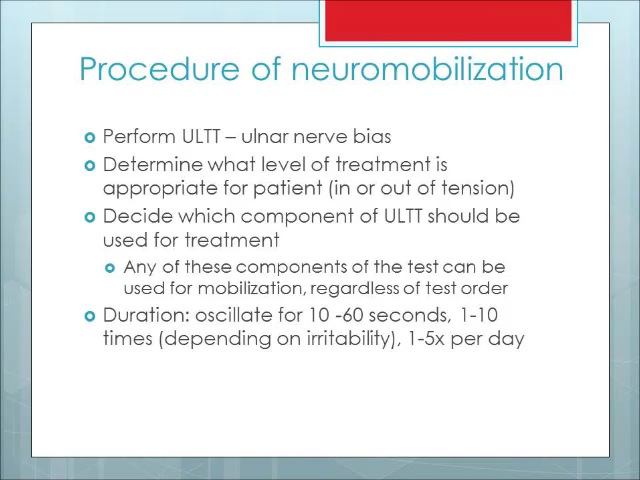 Procedure of neuromobilization
Perform ULTT – ulnar nerve bias
Determine what level of treatment is
appropriate for patient (in or out of tension)
Decide which component of ULTT should be
used for treatment
Any of these components of the test can be
used for mobilization, regardless of test order
Duration: oscillate for 10 -60 seconds, 1-10
times (depending on irritability), 1-5x per day